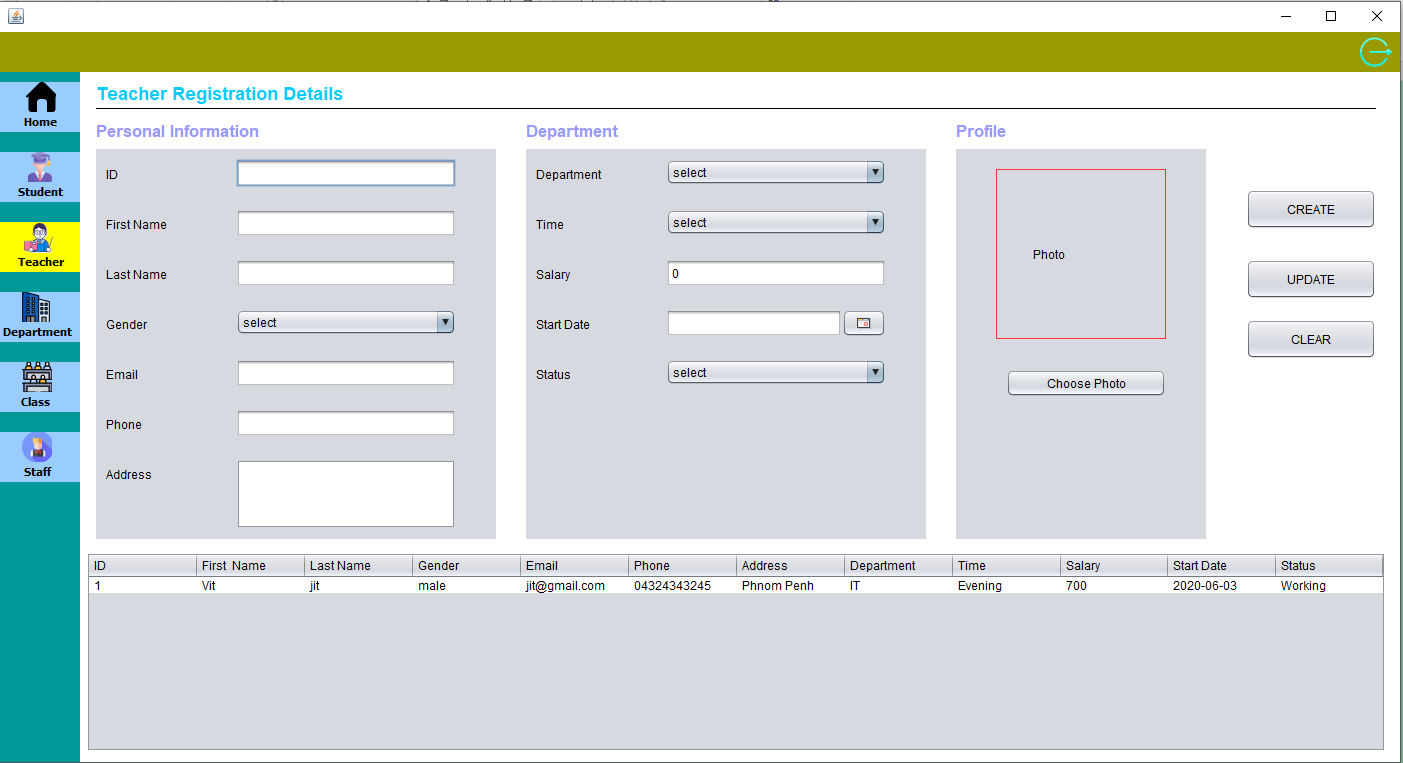 Home
Student
Teacher
Department
Class
Staff
Teacher Registration Details
Personal Information
ID
First Name
Last Name
Gender select
Email
Phone
Address
Department
Department select
Time select
Salary 0
Start Date
Status select
Profile
Photo
Choose Photo
CREATE
UPDATE
CLEAR
ID First Name Last Name Gender Email Phone Address Department Time Salary Start Date Status
1 Vit jit male jit@gmail.com 04324343245 Phnom Penh IT Evening 700 2020-06-03 Working